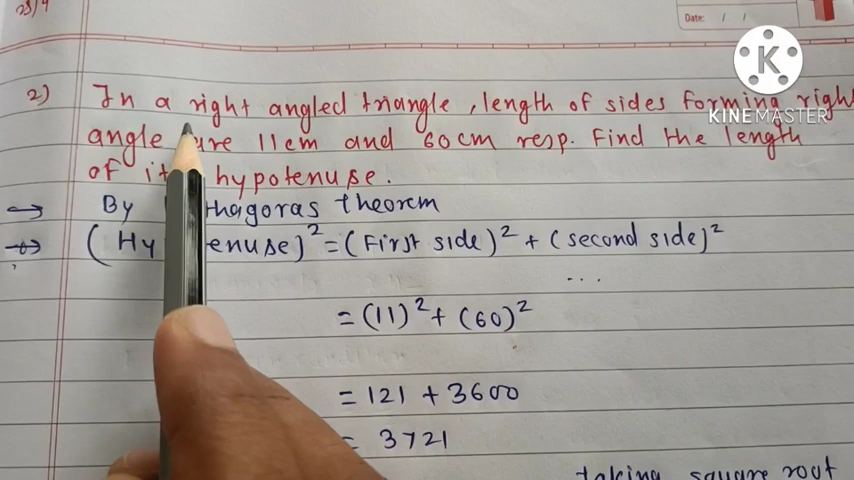 Date: / /
K
KINEMASTER
2) In a right angled triangle, length of sides forming right
angle are 11cm and 60cm resp. Find the length
of its hypotenuse.
→ By thagoras theorem
→ (Hy tenuse)² = (First side)² + (second side)²
...
= (11)² + (60)²
= 121 + 3600
= 3721
taking square root